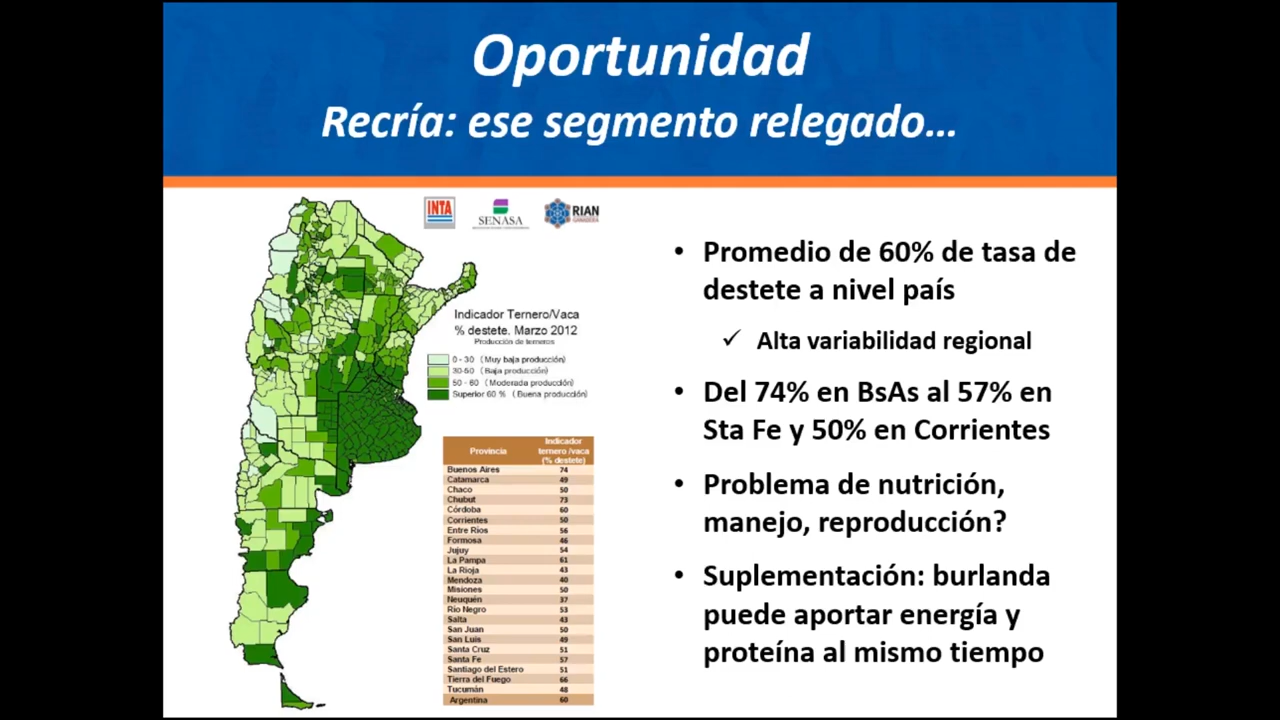 Oportunidad
Recría: ese segmento relegado...
INTA
SENASA
RIAN
Indicador Ternero/Vaca
% destete. Marzo 2012
Producción de terneros
0 - 30 (Muy baja producción)
30-50 (Baja producción)
50 - 60 (Moderada producción)
Superior 60 % (Buena producción)
Provincia Indicador ternero /vaca (% destete)
Buenos Aires 74
Catamarca 49
Chaco 50
Chubut 73
Córdoba 60
Corrientes 50
Entre Ríos 56
Formosa 46
Jujuy 54
La Pampa 61
La Rioja 43
Mendoza 40
Misiones 50
Neuquén 37
Río Negro 53
Salta 43
San Juan 50
San Luis 49
Santa Cruz 51
Santa Fe 57
Santiago del Estero 51
Tierra del Fuego 66
Tucumán 48
Argentina 60
• Promedio de 60% de tasa de
destete a nivel país
✓ Alta variabilidad regional
• Del 74% en BsAs al 57% en
Sta Fe y 50% en Corrientes
• Problema de nutrición,
manejo, reproducción?
• Suplementación: burlanda
puede aportar energía y
proteína al mismo tiempo